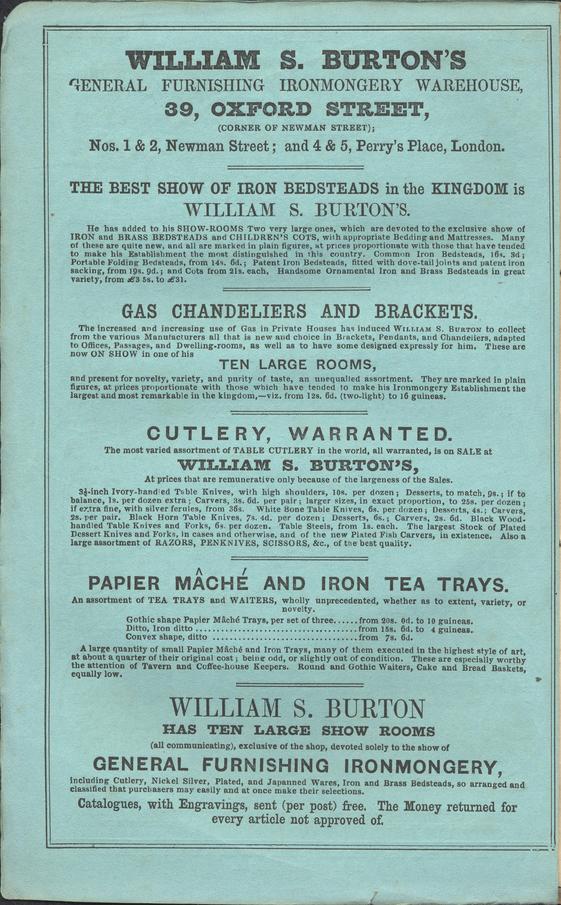 WILLIAM S. BURTON'S
GENERAL FURNISHING IRONMONGERY WAREHOUSE,
39, OXFORD STREET,
(CORNER OF NEWMAN STREET);
Nos. 1 & 2, Newman Street; and 4 & 5, Perry's Place, London.
THE BEST SHOW OF IRON BEDSTEADS in the KINGDOM is
WILLIAM S. BURTON'S.
He has added to his SHOW-ROOMS Two very large ones, which are devoted to the exclusive show of
IRON and BRASS BEDSTEADS and CHILDREN'S COTS, with appropriate Bedding and Mattresses. Many
of these are quite new, and all are marked in plain figures, at prices proportionate with those that have tended
to make his Establishment the most distinguished in this country. Common Iron Bedsteads, 16s. 3d;
Portable Folding Bedsteads, from 14s. 6d.; Patent Iron Bedsteads, fitted with dove-tail joints and patent iron
sacking, from 19s. 9d.; and Cots from 21s. each, Handsome Ornamental Iron and Brass Bedsteads in great
variety, from £3 5s. to £31.
GAS CHANDELIERS AND BRACKETS.
The increased and increasing use of Gas in Private Houses has induced WILLIAM S. BURTON to collect
from the various Manufacturers all that is new and choice in Brackets, Pendants, and Chandeliers, adapted
to Offices, Passages, and Dwelling-rooms, as well as to have some designed expressly for him. These are
now ON SHOW in one of his
TEN LARGE ROOMS,
and present for novelty, variety, and purity of taste, an unequalled assortment. They are marked in plain
figures, at prices proportionate with those which have tended to make his Ironmongery Establishment the
largest and most remarkable in the kingdom,—viz. from 12s. 6d. (two-light) to 16 guineas.
CUTLERY, WARRANTED.
The most varied assortment of TABLE CUTLERY in the world, all warranted, is on SALE at
WILLIAM S. BURTON'S,
At prices that are remunerative only because of the largeness of the Sales.
3½-inch Ivory-handled Table Knives, with high shoulders, 10s. per dozen; Desserts, to match, 9s.; if to
balance, 1s. per dozen extra; Carvers, 3s. 6d. per pair; larger sizes, in exact proportion, to 25s. per dozen;
if extra fine, with silver ferules, from 36s. White Bone Table Knives, 6s. per dozen; Desserts, 4s.; Carvers,
2s. per pair. Black Horn Table Knives, 7s. 4d. per dozen; Desserts, 6s.; Carvers, 2s. 6d. Black Wood-
handled Table Knives and Forks, 6s. per dozen. Table Steels, from 1s. each. The largest Stock of Plated
Dessert Knives and Forks, in cases and otherwise, and of the new Plated Fish Carvers, in existence. Also a
large assortment of RAZORS, PENKNIVES, SCISSORS, &c., of the best quality.
PAPIER MÂCHÉ AND IRON TEA TRAYS.
An assortment of TEA TRAYS and WAITERS, wholly unprecedented, whether as to extent, variety, or
novelty.
Gothic shape Papier Mâché Trays, per set of three......from 20s. 0d. to 10 guineas.
Ditto, Iron ditto ........................................from 15s. 6d. to 4 guineas.
Convex shape, ditto ......................................from 7s. 6d.
A large quantity of small Papier Mâché and Iron Trays, many of them executed in the highest style of art,
at about a quarter of their original cost; being odd, or slightly out of condition. These are especially worthy
the attention of Tavern and Coffee-house Keepers. Round and Gothic Waiters, Cake and Bread Baskets,
equally low.
WILLIAM S. BURTON
HAS TEN LARGE SHOW ROOMS
(all communicating), exclusive of the shop, devoted solely to the show of
GENERAL FURNISHING IRONMONGERY,
including Cutlery, Nickel Silver, Plated, and Japanned Wares, Iron and Brass Bedsteads, so arranged and
classified that purchasers may easily and at once make their selections.
Catalogues, with Engravings, sent (per post) free. The Money returned for
every article not approved of.